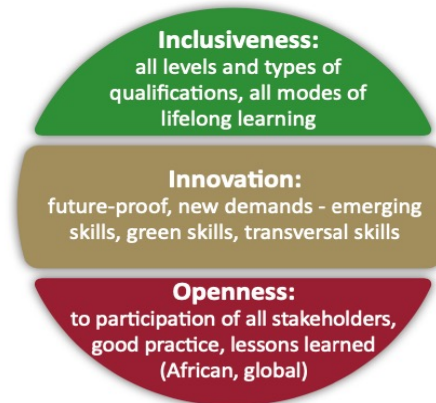 Inclusiveness:
all levels and types of
qualifications, all modes of
lifelong learning
Innovation:
future-proof, new demands - emerging
skills, green skills, transversal skills
Openness:
to participation of all stakeholders,
good practice, lessons learned
(African, global)